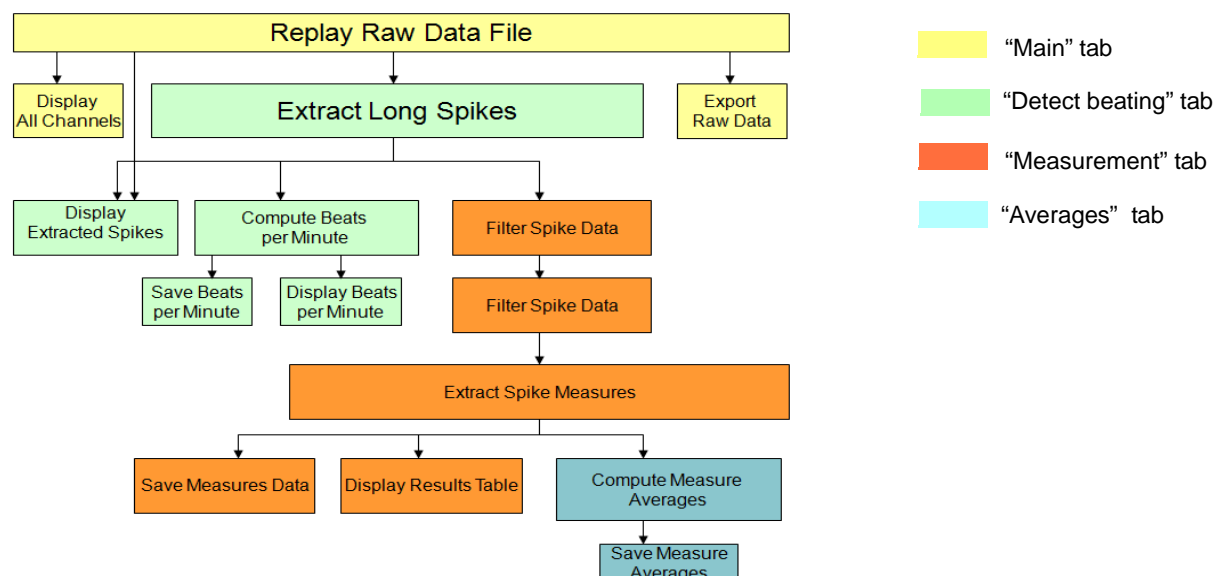 Replay Raw Data File
Display
All Channels
Extract Long Spikes
Export
Raw Data
Display
Extracted Spikes
Compute Beats
per Minute
Filter Spike Data
Save Beats
per Minute
Display Beats
per Minute
Filter Spike Data
Extract Spike Measures
Save Measures Data
Display Results Table
Compute Measure
Averages
Save Measure
Averages
“Main” tab
“Detect beating” tab
“Measurement” tab
“Averages” tab